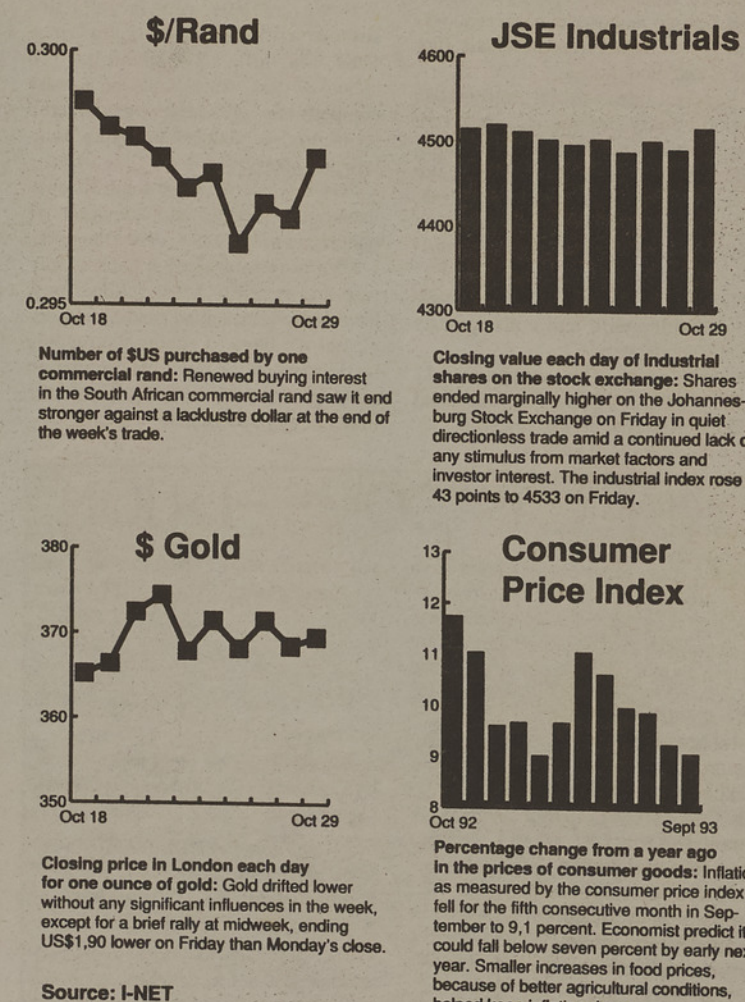 $/Rand
0.300
0.295
Oct 18
Oct 29
Number of $US purchased by one
commercial rand: Renewed buying interest
in the South African commercial rand saw it end
stronger against a lacklustre dollar at the end of
the week's trade.
JSE Industrials
4600
4500
4400
4300
Oct 18
Oct 29
Closing value each day of Industrial
shares on the stock exchange: Shares
ended marginally higher on the Johannes-
burg Stock Exchange on Friday in quiet
directionless trade amid a continued lack
any stimulus from market factors and
investor interest. The industrial index rose
43 points to 4533 on Friday.
$ Gold
380
370
360
350
Oct 18
Oct 29
Closing price in London each day
for one ounce of gold: Gold drifted lower
without any significant influences in the week,
except for a brief rally at midweek, ending
US$1,90 lower on Friday than Monday's close.
Source: I-NET
Consumer
Price Index
13
12
11
10
9
8
Oct 92
Sept 93
Percentage change from a year ago
in the prices of consumer goods:
as measured by the consumer price index
fell for the fifth consecutive month in Sep-
tember to 9,1 percent. Economist predict it
could fall below seven percent by early
year. Smaller increases in food prices,
because of better agricultural conditions,